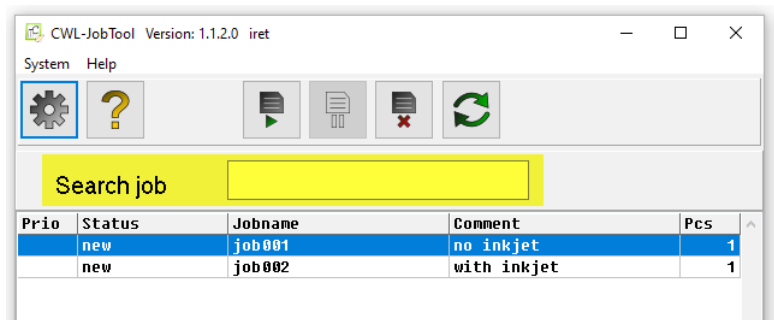 CWL-JobTool Version: 1.1.2.0 iret
System Help
Search job
Prio Status Jobname Comment Pcs
new job001 no inkjet 1
new job002 with inkjet 1